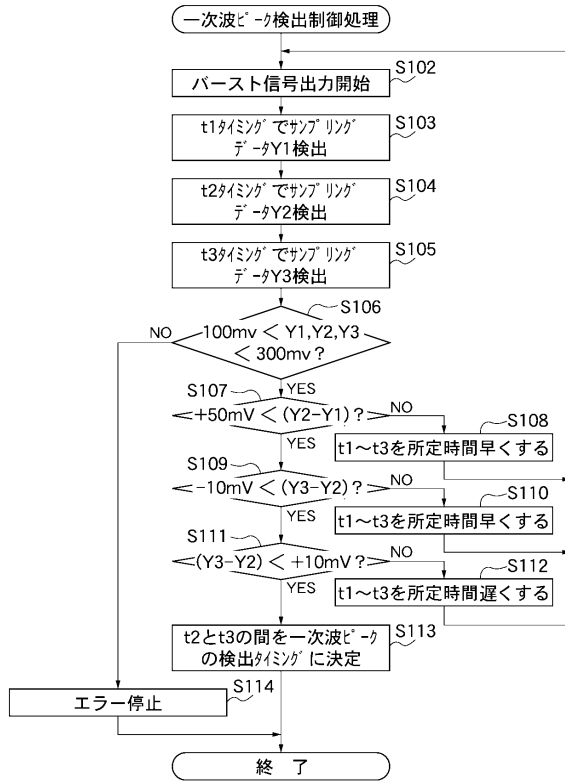 一次波ﾋﾟｰｸ検出制御処理
S102
バースト信号出力開始
S103
t1ﾀｲﾐﾝｸﾞでｻﾝﾌﾟﾘﾝｸﾞ
ﾃﾞｰﾀY1検出
S104
t2ﾀｲﾐﾝｸﾞでｻﾝﾌﾟﾘﾝｸﾞ
ﾃﾞｰﾀY2検出
S105
t3ﾀｲﾐﾝｸﾞでｻﾝﾌﾟﾘﾝｸﾞ
ﾃﾞｰﾀY3検出
S106
NO
100mv < Y1,Y2,Y3
< 300mv?
YES
S107
+50mV < (Y2-Y1)?
NO
YES
S108
t1～t3を所定時間早くする
S109
-10mV < (Y3-Y2)?
NO
YES
S110
t1～t3を所定時間早くする
S111
(Y3-Y2) < +10mV?
NO
YES
S112
t1～t3を所定時間遅くする
S113
t2とt3の間を一次波ﾋﾟｰｸ
の検出ﾀｲﾐﾝｸﾞに決定
S114
エラー停止
終 了